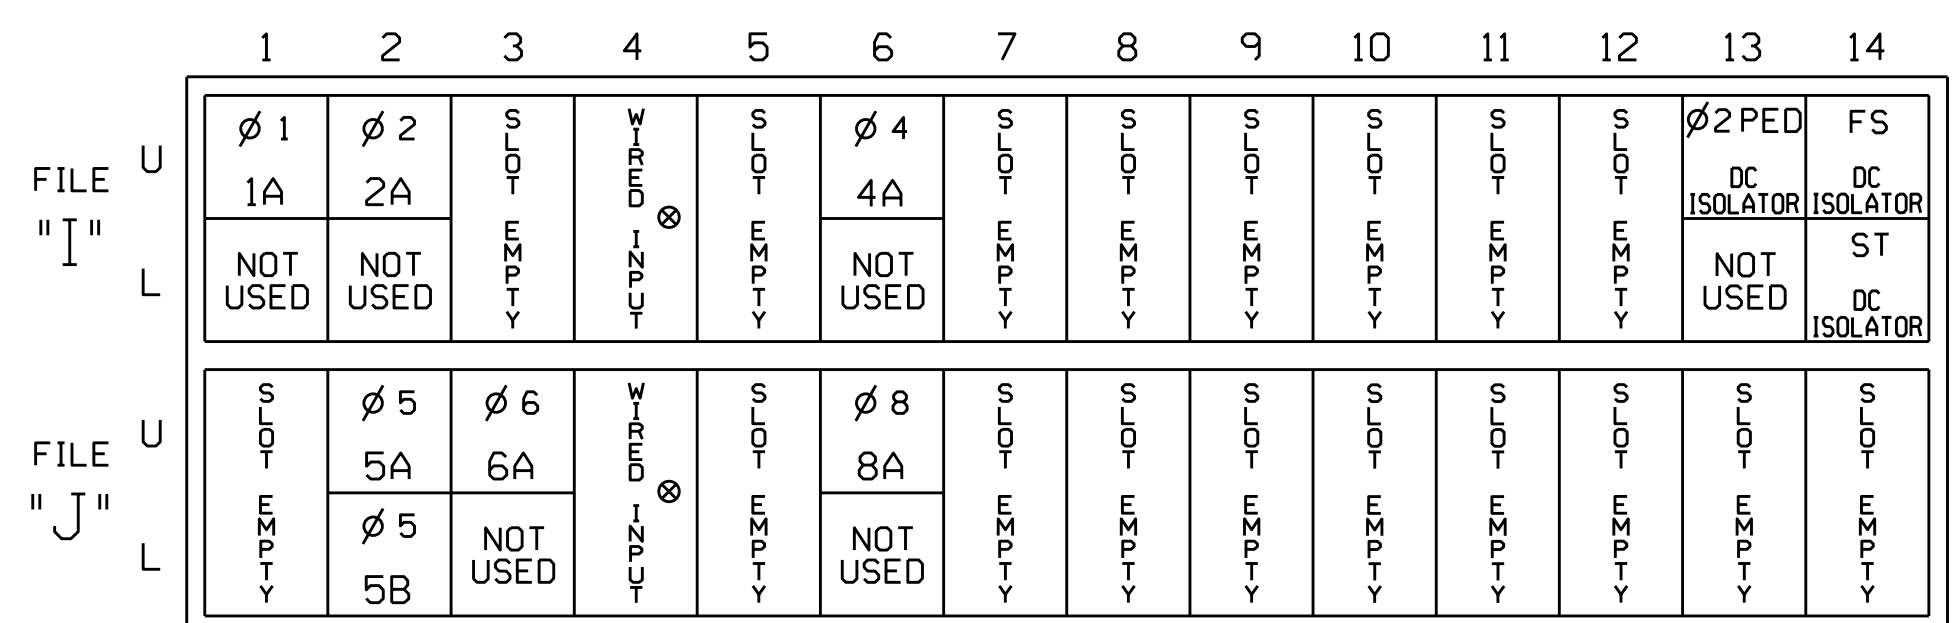 1 2 3 4 5 6 7 8 9 10 11 12 13 14
FILE
"I"
U
L
Ø 1
1A
NOT
USED
Ø 2
2A
NOT
USED
SLOT EMPTY
WIRED INPUT
SLOT EMPTY
Ø 4
4A
NOT
USED
SLOT EMPTY
SLOT EMPTY
SLOT EMPTY
SLOT EMPTY
SLOT EMPTY
SLOT EMPTY
Ø2 PED
DC
ISOLATOR
NOT
USED
FS
DC
ISOLATOR
ST
DC
ISOLATOR
FILE
"J"
U
L
SLOT EMPTY
Ø 5
5A
Ø 5
5B
Ø 6
6A
NOT
USED
WIRED INPUT
SLOT EMPTY
Ø 8
8A
NOT
USED
SLOT EMPTY
SLOT EMPTY
SLOT EMPTY
SLOT EMPTY
SLOT EMPTY
SLOT EMPTY
SLOT EMPTY
SLOT EMPTY